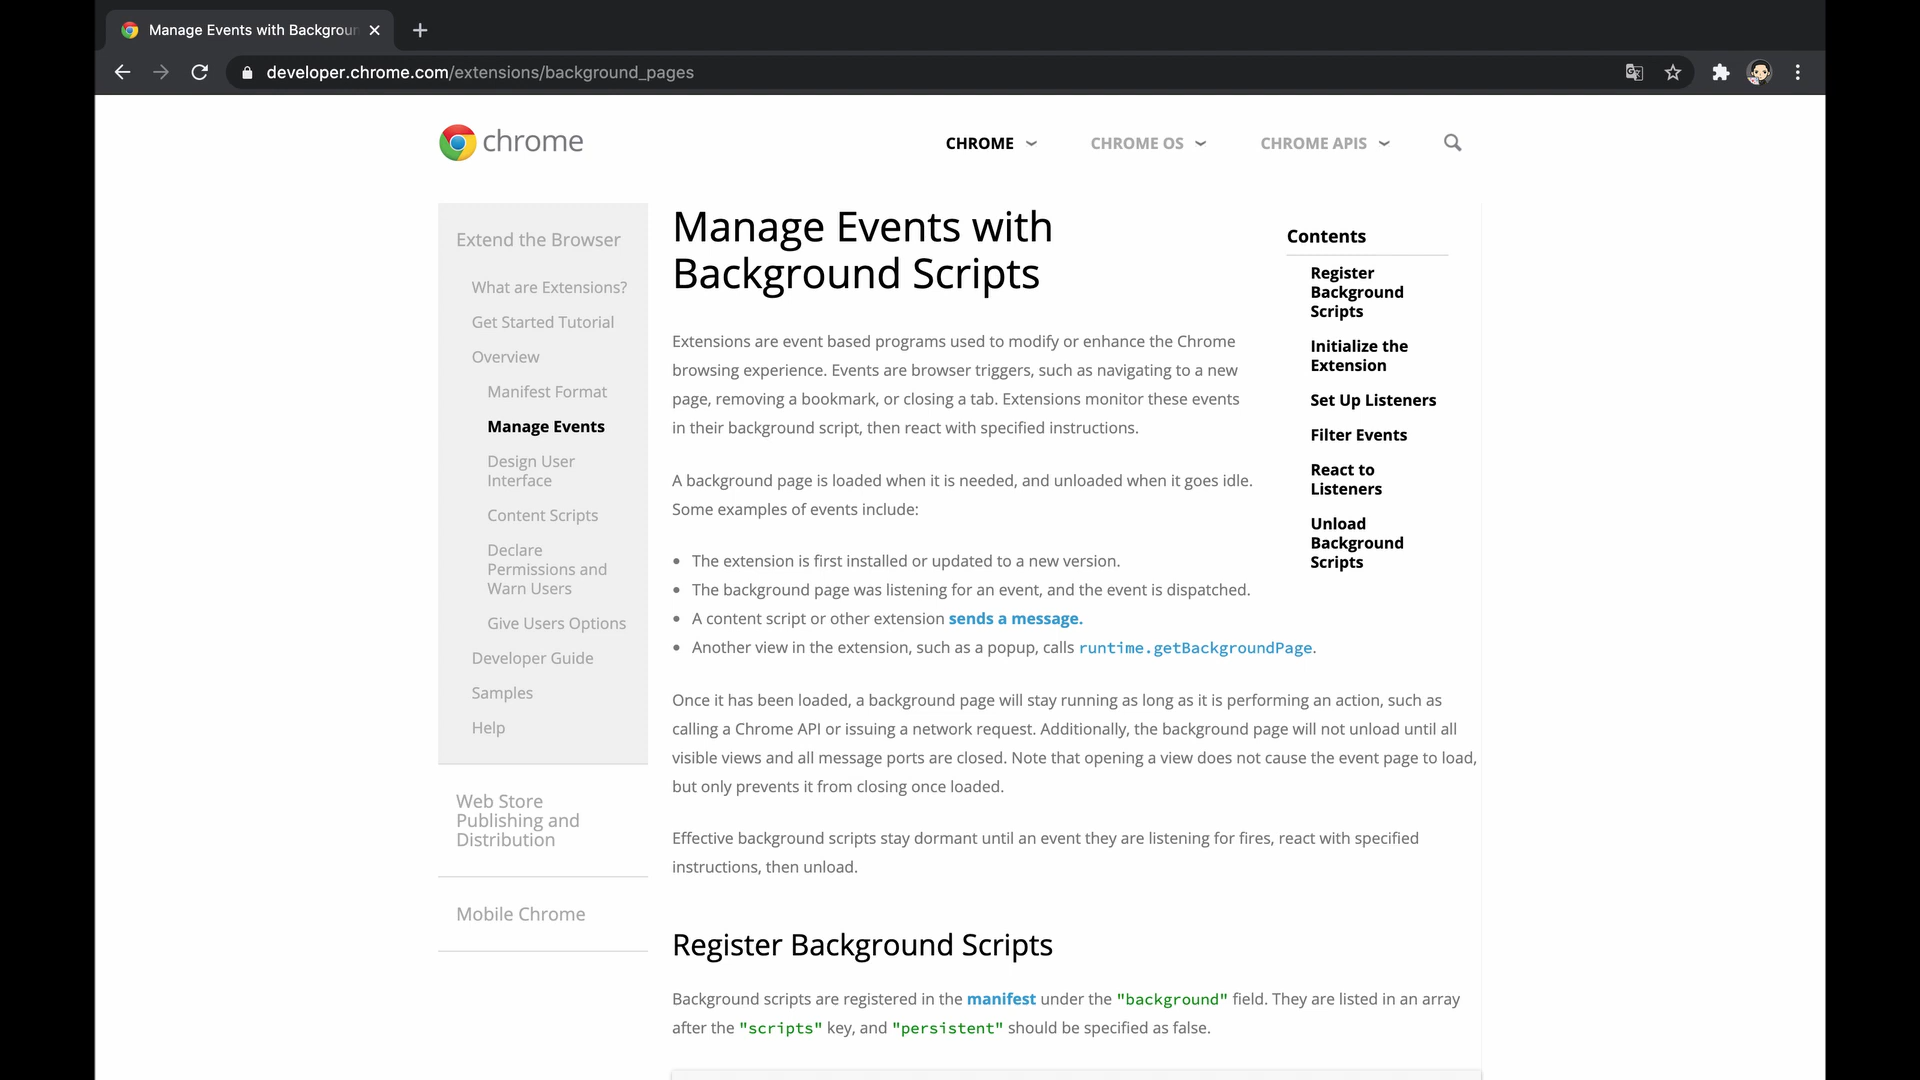 Manage Events with Backgroun
developer.chrome.com/extensions/background_pages
chrome
CHROME
CHROME OS
CHROME APIS
Extend the Browser
What are Extensions?
Get Started Tutorial
Overview
Manifest Format
Manage Events
Design User
Interface
Content Scripts
Declare
Permissions and
Warn Users
Give Users Options
Developer Guide
Samples
Help
Web Store
Publishing and
Distribution
Mobile Chrome
Manage Events with
Background Scripts
Extensions are event based programs used to modify or enhance the Chrome
browsing experience. Events are browser triggers, such as navigating to a new
page, removing a bookmark, or closing a tab. Extensions monitor these events
in their background script, then react with specified instructions.
A background page is loaded when it is needed, and unloaded when it goes idle.
Some examples of events include:
• The extension is first installed or updated to a new version.
• The background page was listening for an event, and the event is dispatched.
• A content script or other extension sends a message.
• Another view in the extension, such as a popup, calls runtime.getBackgroundPage.
Once it has been loaded, a background page will stay running as long as it is performing an action, such as
calling a Chrome API or issuing a network request. Additionally, the background page will not unload until all
visible views and all message ports are closed. Note that opening a view does not cause the event page to load,
but only prevents it from closing once loaded.
Effective background scripts stay dormant until an event they are listening for fires, react with specified
instructions, then unload.
Register Background Scripts
Background scripts are registered in the manifest under the "background" field. They are listed in an array
after the "scripts" key, and "persistent" should be specified as false.
Contents
Register
Background
Scripts
Initialize the
Extension
Set Up Listeners
Filter Events
React to
Listeners
Unload
Background
Scripts